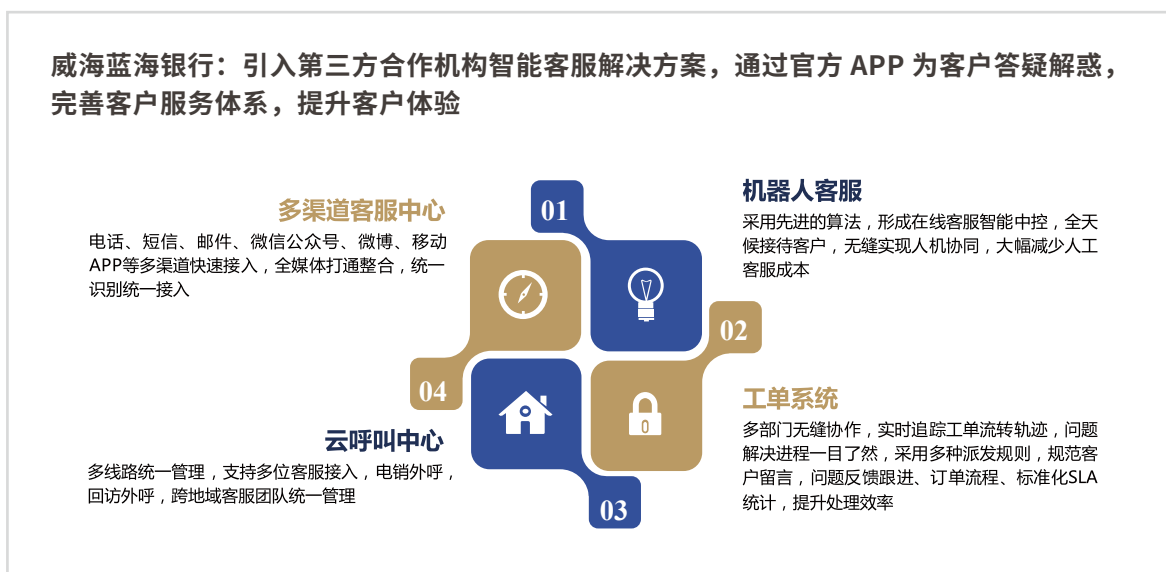 威海蓝海银行：引入第三方合作机构智能客服解决方案，通过官方 APP 为客户答疑解惑，
完善客户服务体系，提升客户体验
01
机器人客服
采用先进的算法，形成在线客服智能中控，全天
候接待客户，无缝实现人机协同，大幅减少人工
客服成本
02
工单系统
多部门无缝协作，实时追踪工单流转轨迹，问题
解决进程一目了然，采用多种派发规则，规范客
户留言，问题反馈跟进、订单流程、标准化SLA
统计，提升处理效率
03
云呼叫中心
多线路统一管理，支持多位客服接入，电销外呼，
回访外呼，跨地域客服团队统一管理
04
多渠道客服中心
电话、短信、邮件、微信公众号、微博、移动
APP等多渠道快速接入，全媒体打通整合，统一
识别统一接入